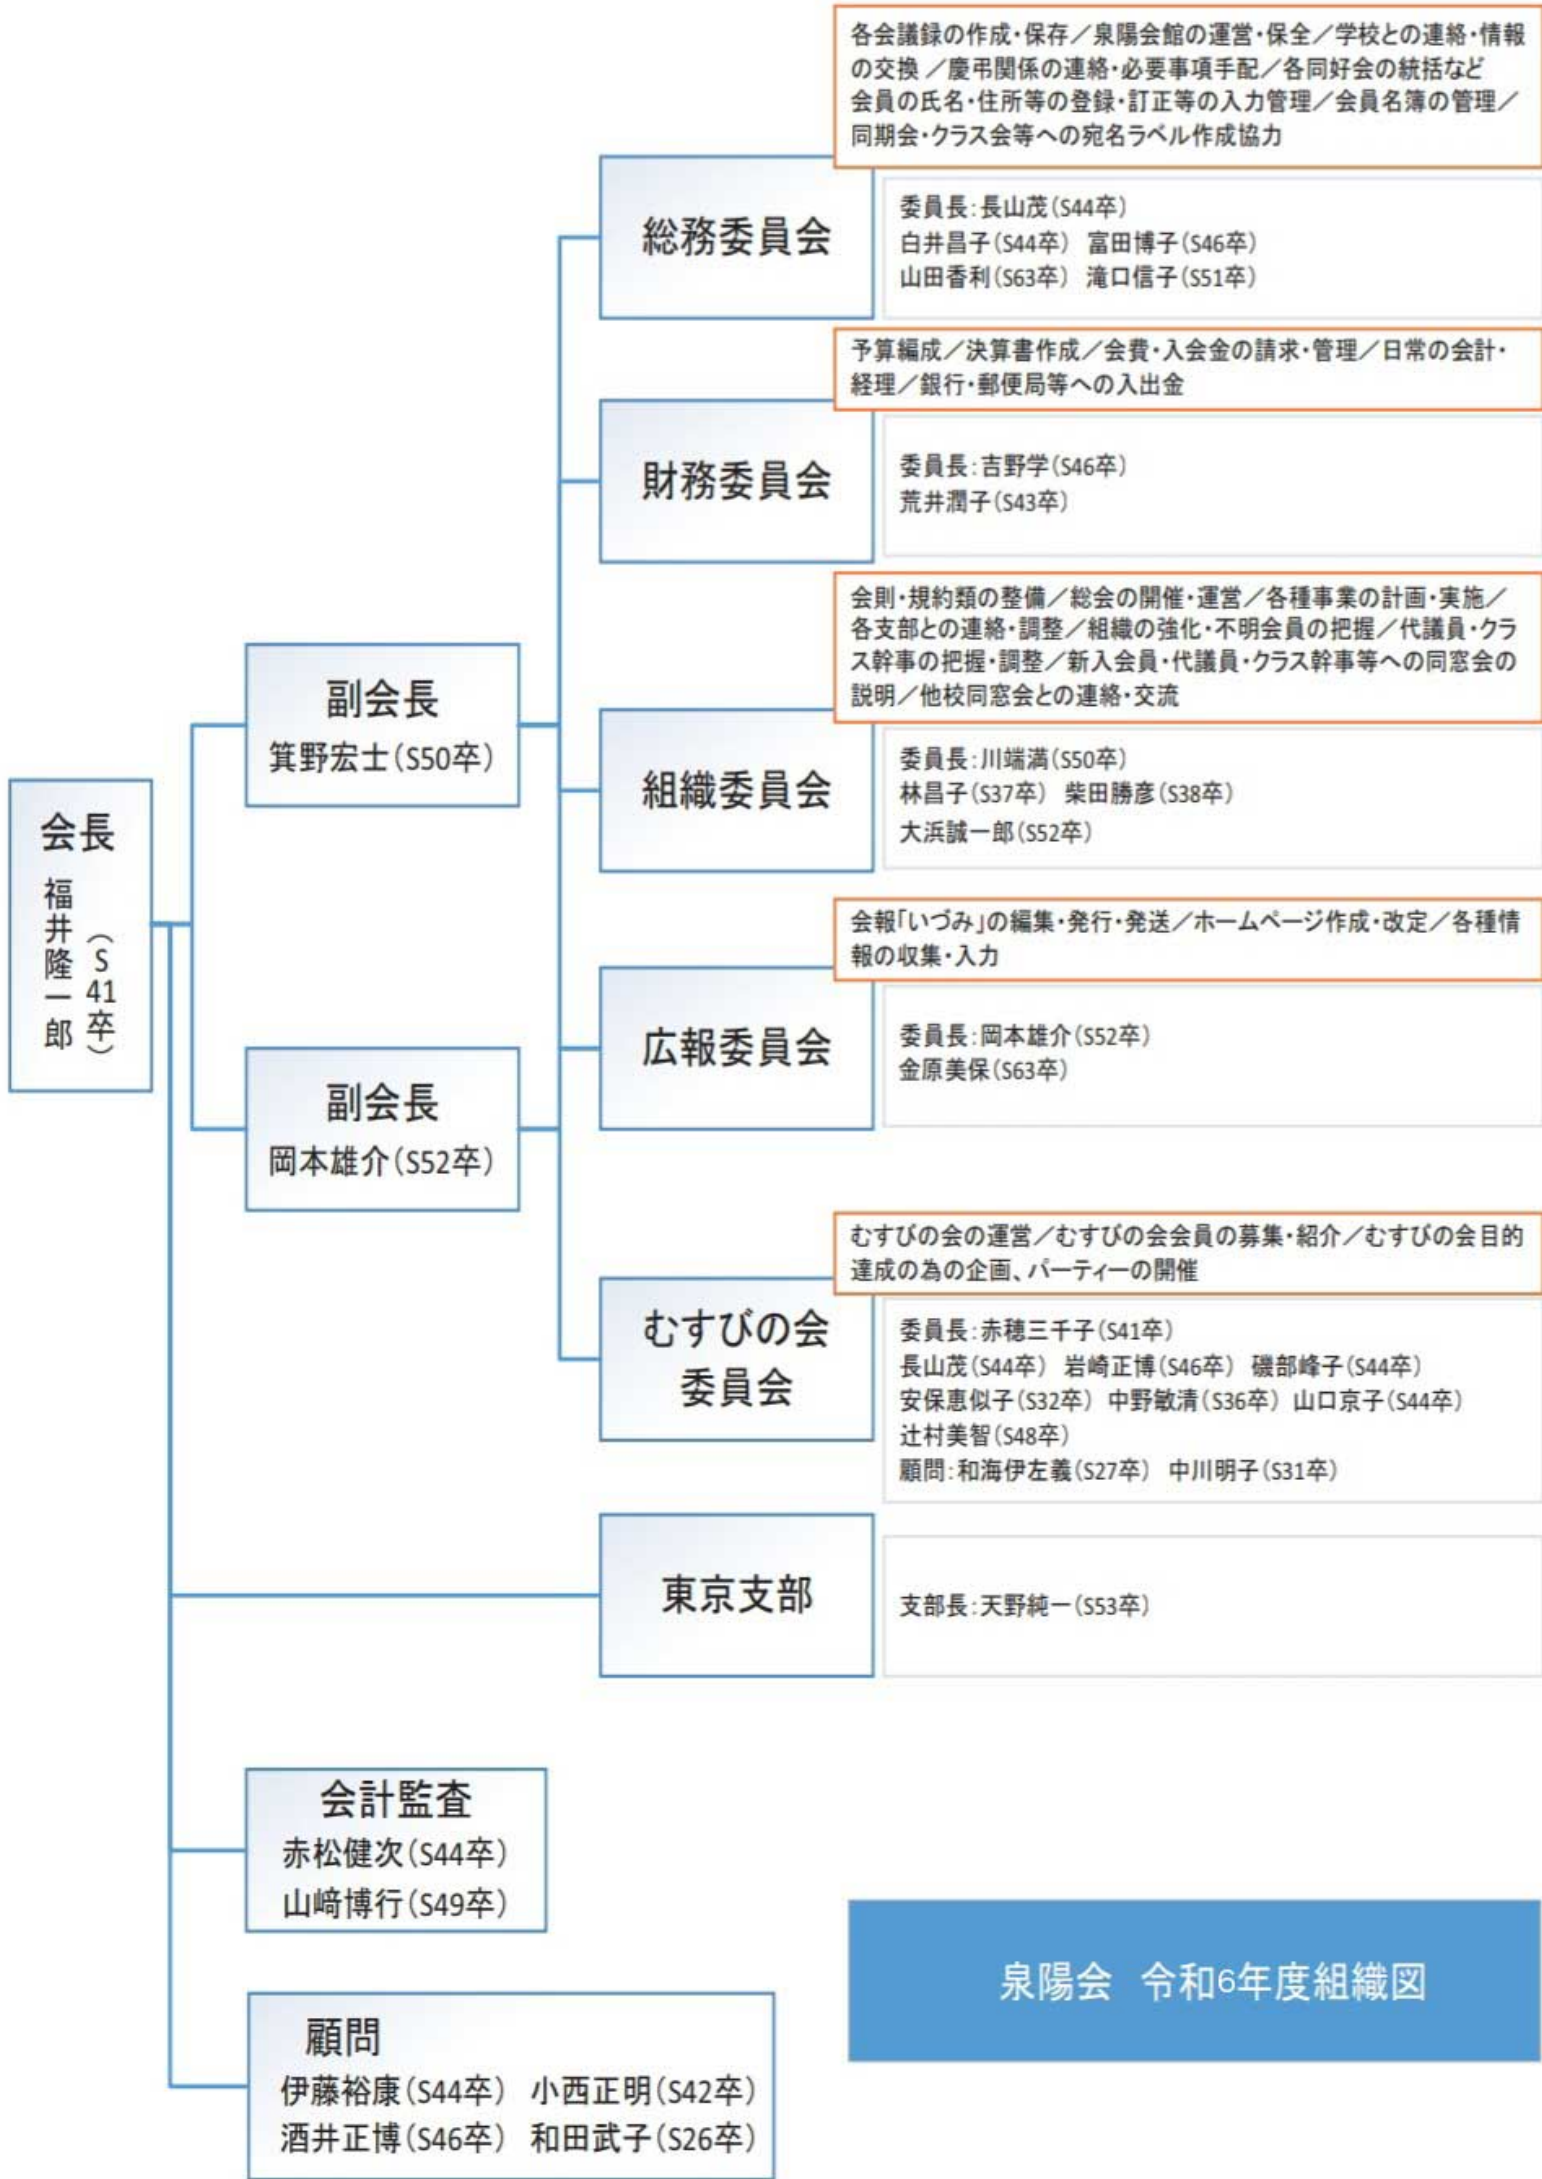 各会議録の作成・保存／泉陽会館の運営・保全／学校との連絡・情報
の交換 ／慶弔関係の連絡・必要事項手配／各同好会の統括など
会員の氏名・住所等の登録・訂正等の入力管理／会員名簿の管理／
同期会・クラス会等への宛名ラベル作成協力
総務委員会
委員長:長山茂(S44卒)
白井昌子(S44卒) 富田博子(S46卒)
山田香利(S63卒) 滝口信子(S51卒)
予算編成／決算書作成／会費・入会金の請求・管理／日常の会計・
経理／銀行・郵便局等への入出金
財務委員会
委員長:吉野学(S46卒)
荒井潤子(S43卒)
会則・規約類の整備／総会の開催・運営／各種事業の計画・実施／
各支部との連絡・調整／組織の強化・不明会員の把握／代議員・クラ
ス幹事の把握・調整／新入会員・代議員・クラス幹事等への同窓会の
説明／他校同窓会との連絡・交流
副会長
箕野宏士(S50卒)
組織委員会
委員長:川端満(S50卒)
林昌子(S37卒) 柴田勝彦(S38卒)
大浜誠一郎(S52卒)
会長
福井隆一郎
(S41卒)
会報「いづみ」の編集・発行・発送／ホームページ作成・改定／各種情
報の収集・入力
広報委員会
委員長:岡本雄介(S52卒)
金原美保(S63卒)
副会長
岡本雄介(S52卒)
むすびの会の運営／むすびの会会員の募集・紹介／むすびの会目的
達成の為の企画、パーティーの開催
むすびの会
委員会
委員長:赤穂三千子(S41卒)
長山茂(S44卒) 岩崎正博(S46卒) 磯部峰子(S44卒)
安保恵似子(S32卒) 中野敏清(S36卒) 山口京子(S44卒)
辻村美智(S48卒)
顧問:和海伊左義(S27卒) 中川明子(S31卒)
東京支部
支部長:天野純一(S53卒)
会計監査
赤松健次(S44卒)
山﨑博行(S49卒)
泉陽会 令和6年度組織図
顧問
伊藤裕康(S44卒) 小西正明(S42卒)
酒井正博(S46卒) 和田武子(S26卒)